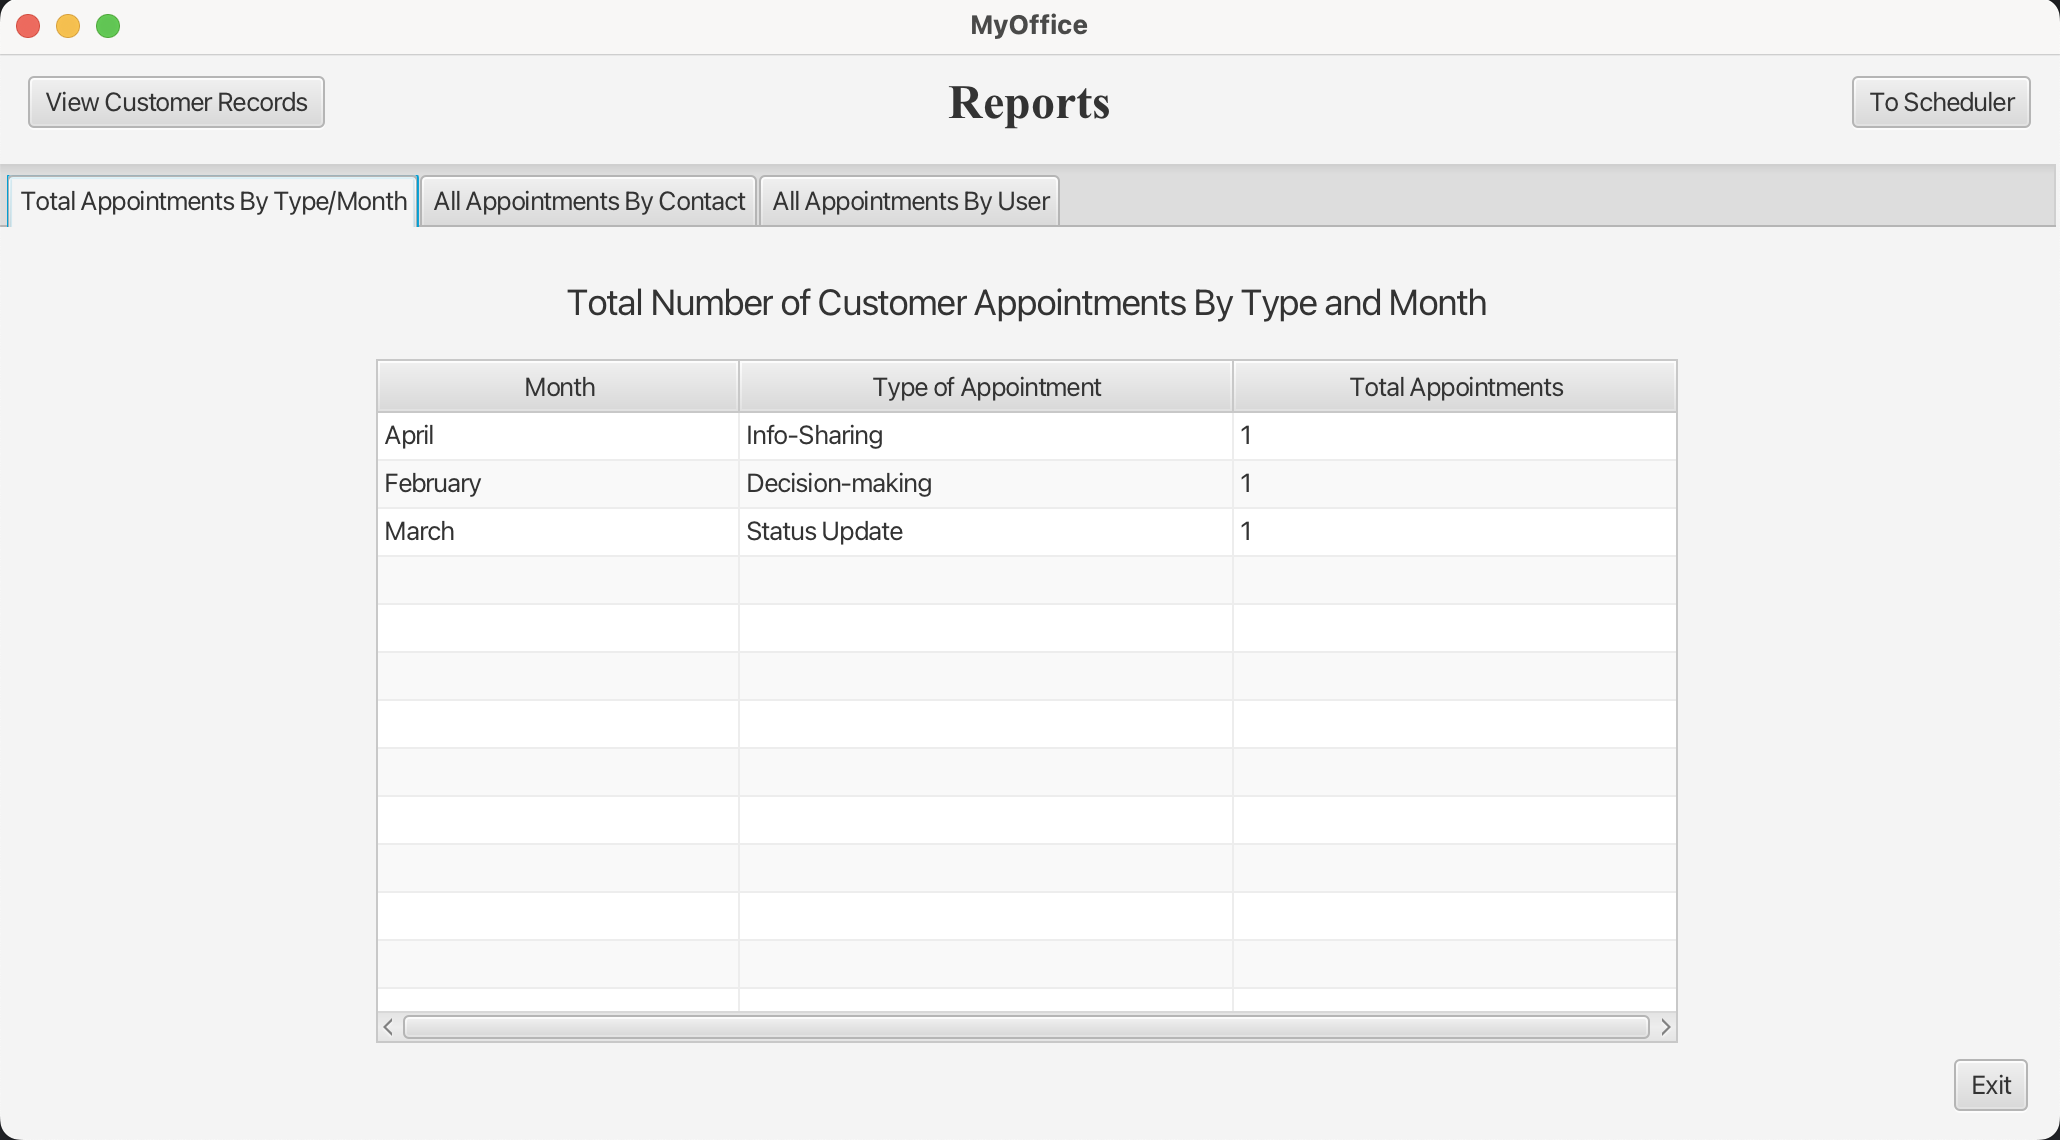 MyOffice
View Customer Records
Reports
To Scheduler
Total Appointments By Type/Month
All Appointments By Contact
All Appointments By User
Total Number of Customer Appointments By Type and Month
Month Type of Appointment Total Appointments
April Info-Sharing 1
February Decision-making 1
March Status Update 1
Exit